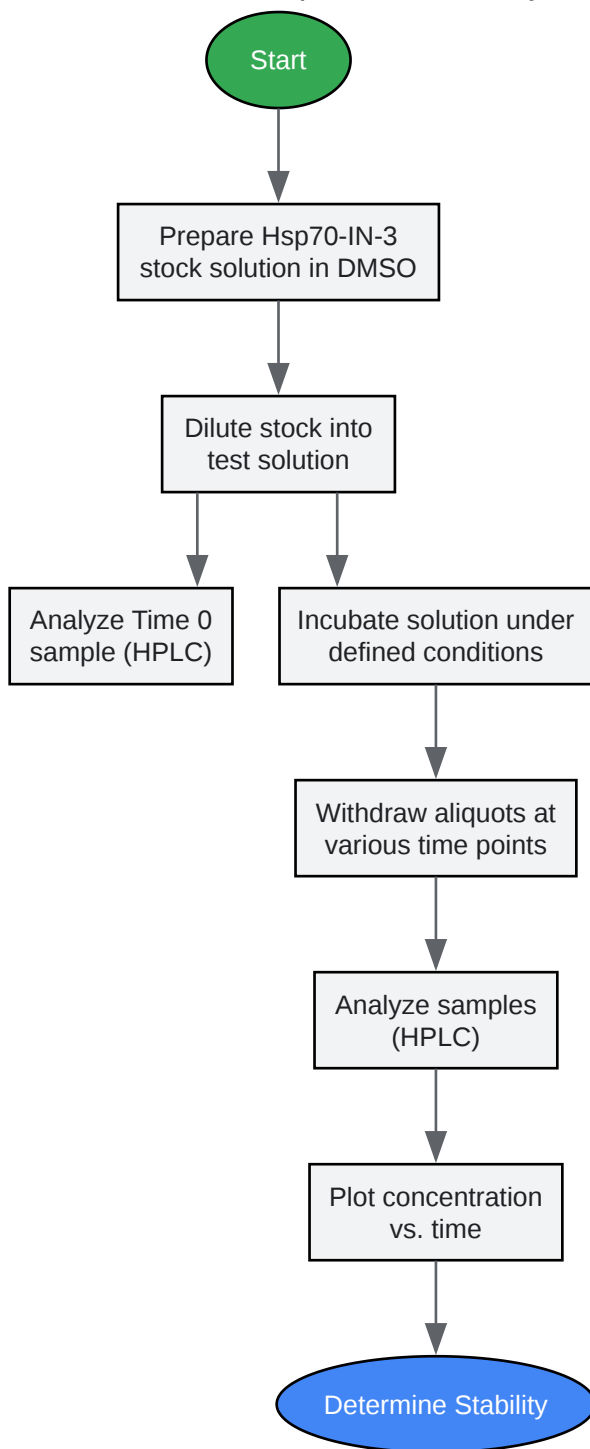 Start
Prepare Hsp70-IN-3
stock solution in DMSO
Dilute stock into
test solution
Analyze Time 0
sample (HPLC)
Incubate solution under
defined conditions
Withdraw aliquots at
various time points
Analyze samples
(HPLC)
Plot concentration
vs. time
Determine Stability